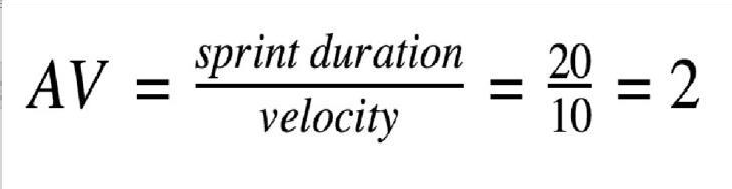 AV = sprint duration / velocity = 20 / 10 = 2